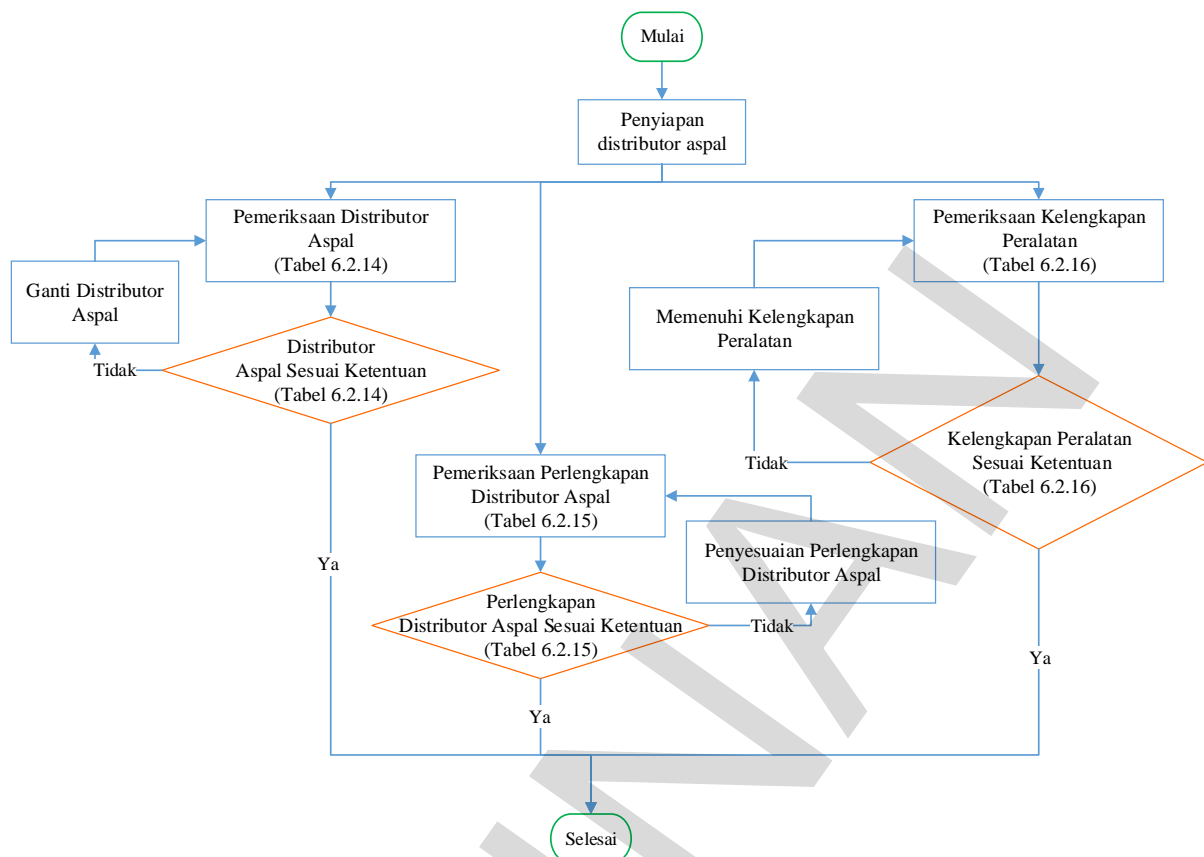 Mulai
Penyiapan
distributor aspal
Pemeriksaan Distributor
Aspal
(Tabel 6.2.14)
Ganti Distributor
Aspal
Tidak
Distributor
Aspal Sesuai Ketentuan
(Tabel 6.2.14)
Ya
Pemeriksaan Perlengkapan
Distributor Aspal
(Tabel 6.2.15)
Penyesuaian Perlengkapan
Distributor Aspal
Perlengkapan
Distributor Aspal Sesuai Ketentuan
(Tabel 6.2.15)
Tidak
Ya
Pemeriksaan Kelengkapan
Peralatan
(Tabel 6.2.16)
Memenuhi Kelengkapan
Peralatan
Tidak
Kelengkapan Peralatan
Sesuai Ketentuan
(Tabel 6.2.16)
Ya
Selesai